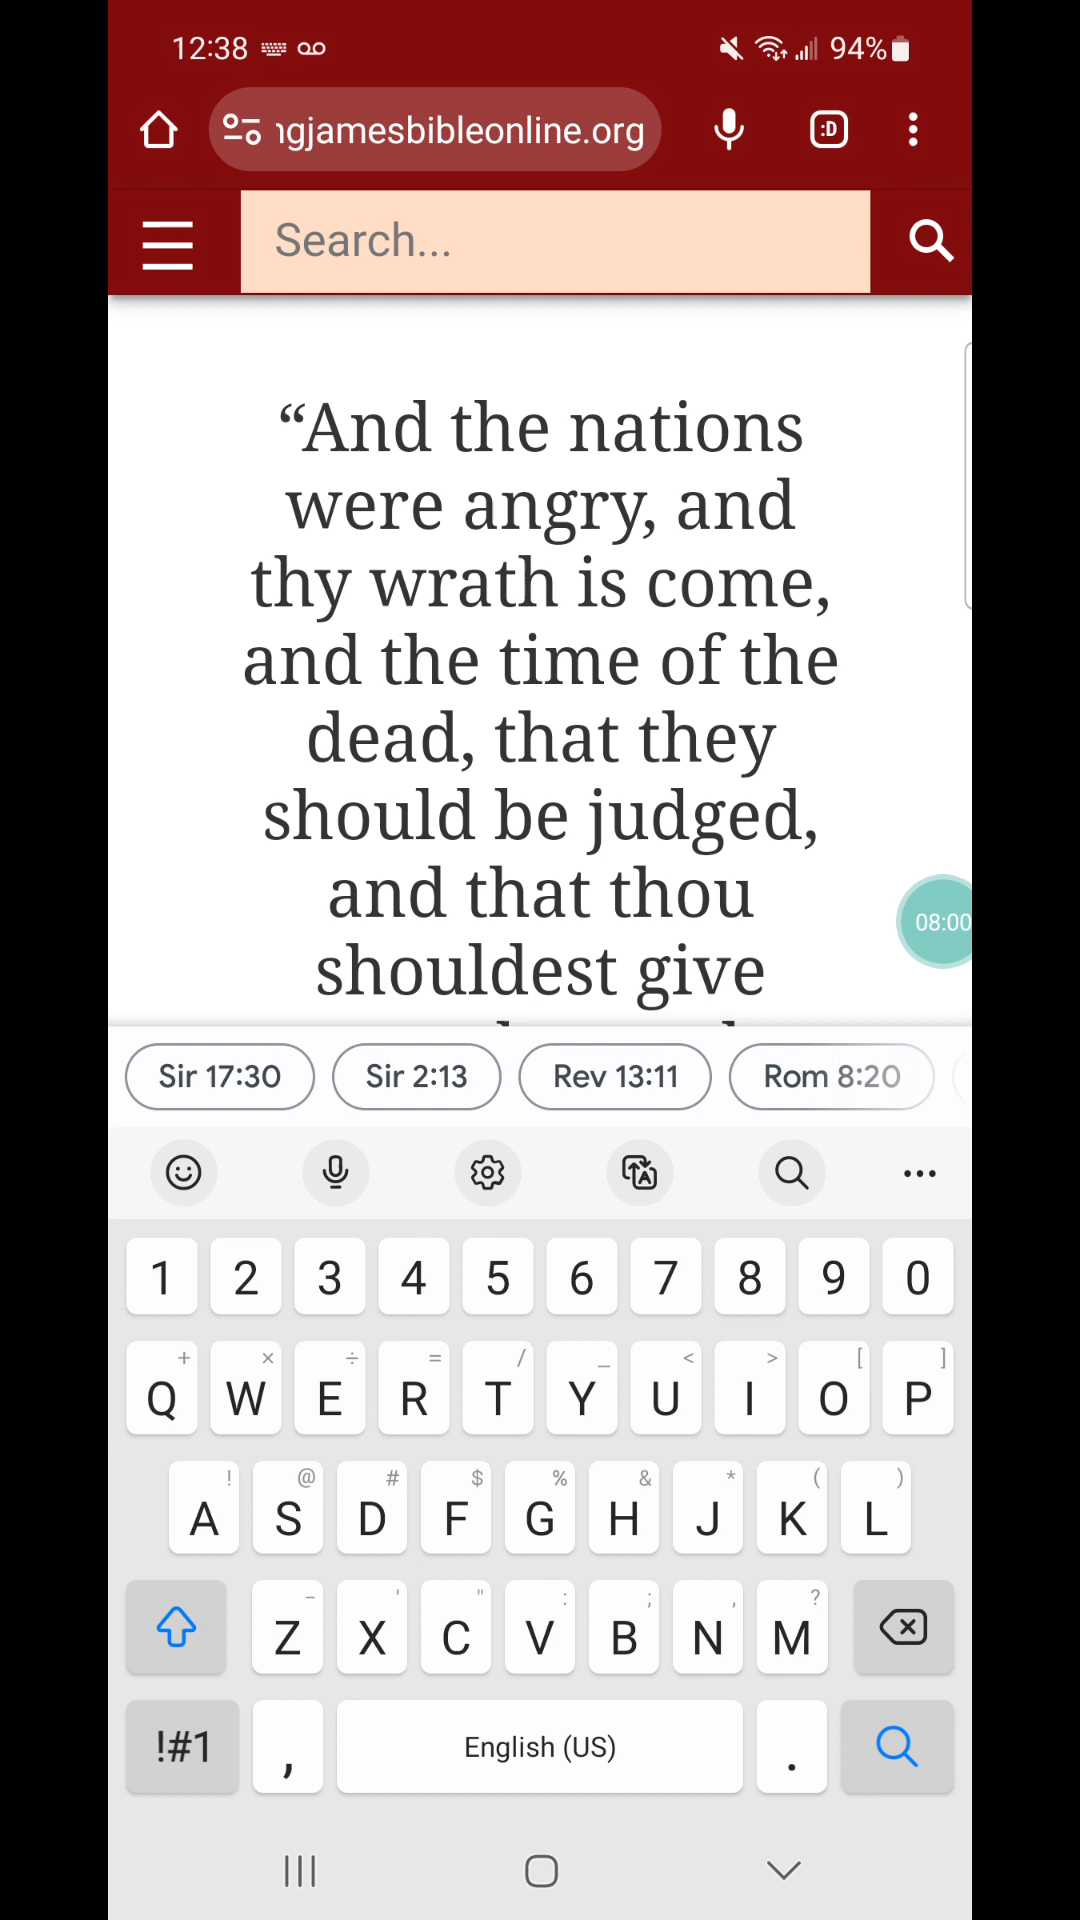 12:38 94%
ngjamesbibleonline.org :D
Search...
“And the nations
were angry, and
thy wrath is come,
and the time of the
dead, that they
should be judged,
and that thou
shouldest give
08:00
Sir 17:30 Sir 2:13 Rev 13:11 Rom 8:20
1 2 3 4 5 6 7 8 9 0
+ × ÷ = / _ < > [ ]
Q W E R T Y U I O P
! @ # $ % & * ( )
A S D F G H J K L
- ' " : ; , ?
Z X C V B N M
!#1 , English (US) .